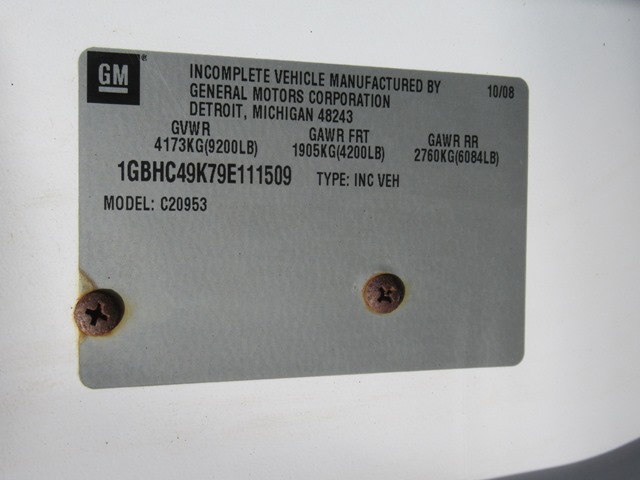 GM
INCOMPLETE VEHICLE MANUFACTURED BY 10/08
GENERAL MOTORS CORPORATION
DETROIT, MICHIGAN 48243
GVWR GAWR FRT GAWR RR
4173KG(9200LB) 1905KG(4200LB) 2760KG(6084LB)
1GBHC49K79E111509 TYPE: INC VEH
MODEL: C20953